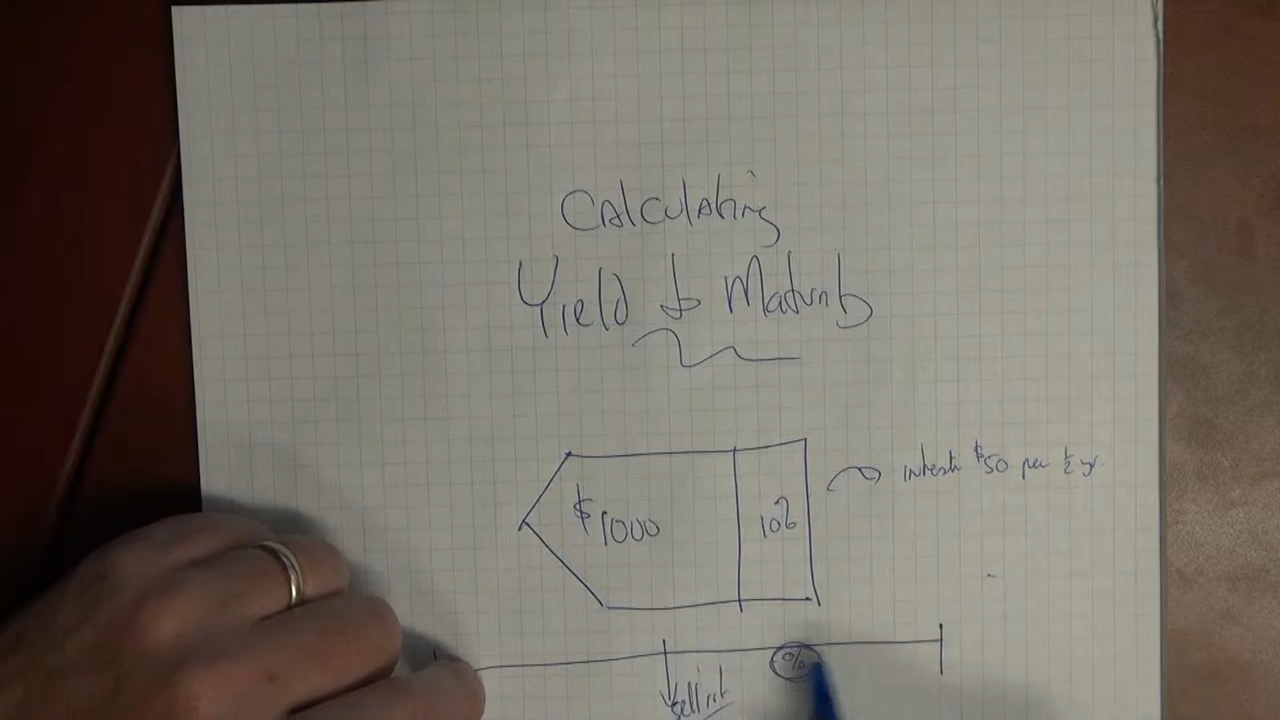 Calculating
Yield to Maturity
$1000
10%
interest $50 per ½ yr.
sell it
%